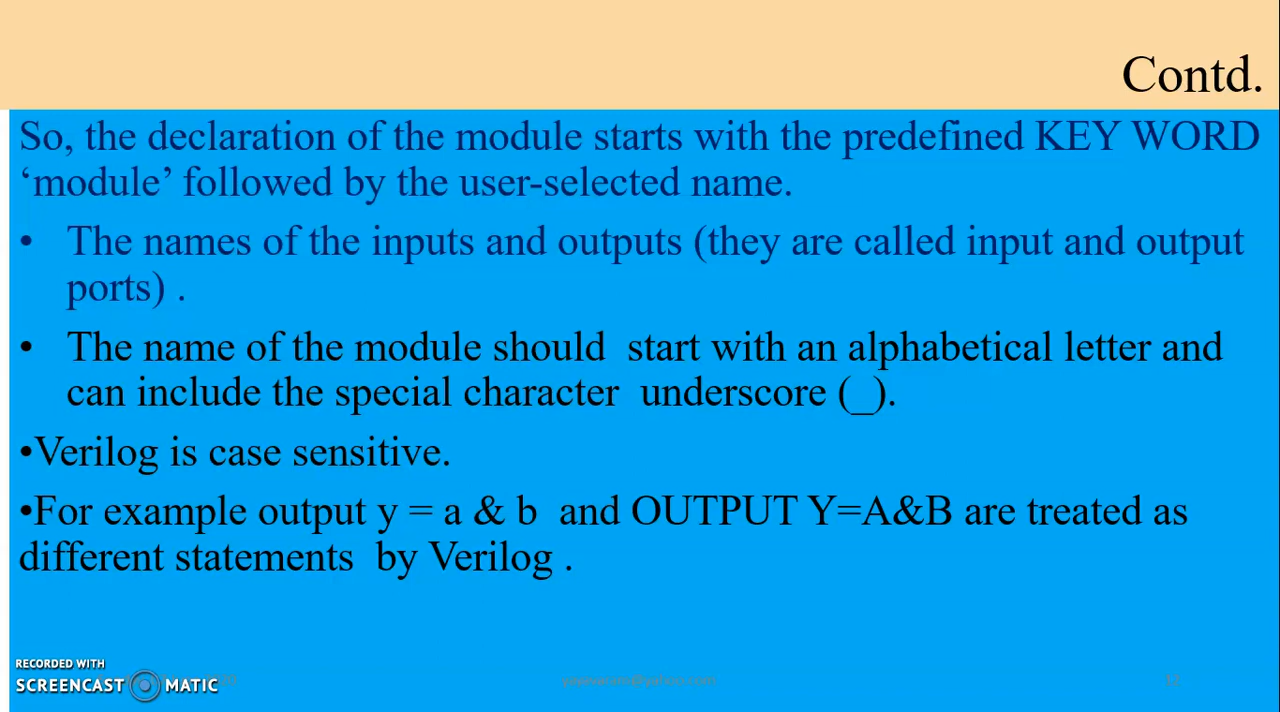 Contd.
So, the declaration of the module starts with the predefined KEY WORD
‘module’ followed by the user-selected name.
• The names of the inputs and outputs (they are called input and output
ports) .
• The name of the module should start with an alphabetical letter and
can include the special character underscore (_).
•Verilog is case sensitive.
•For example output y = a & b and OUTPUT Y=A&B are treated as
different statements by Verilog .
RECORDED WITH
SCREENCAST MATIC
12